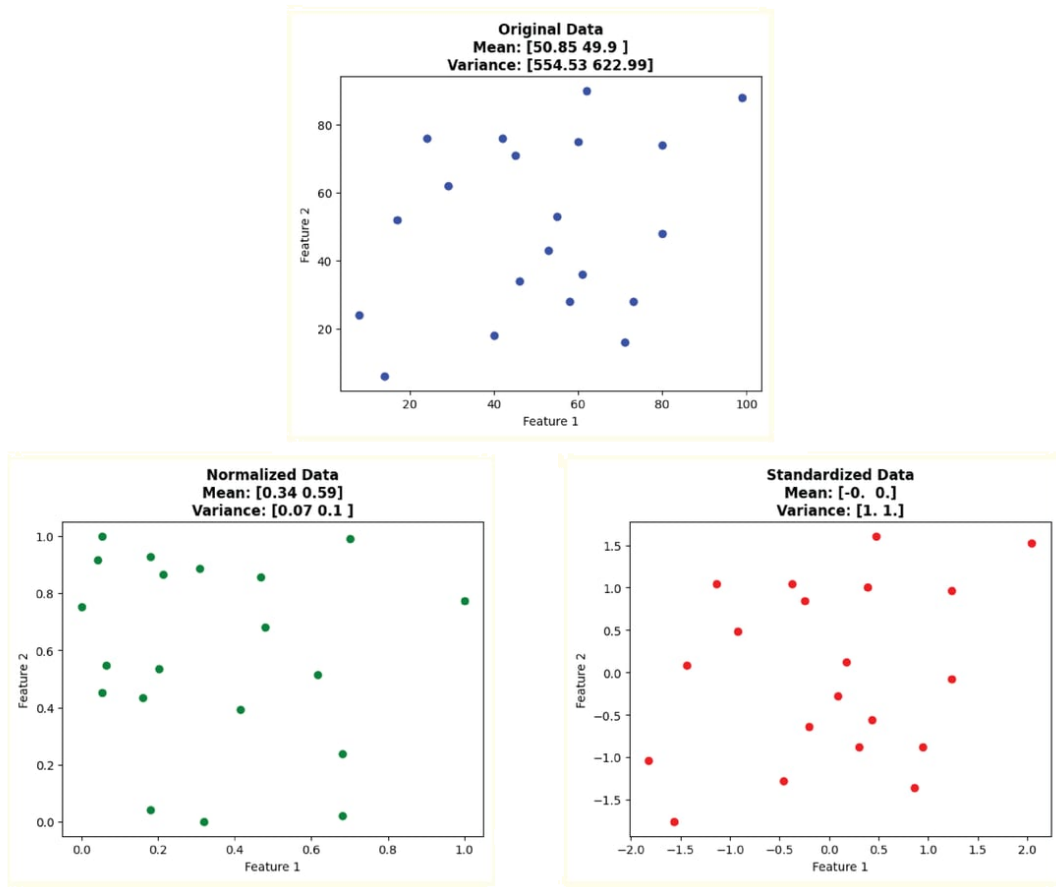 Original Data
Mean: [50.85 49.9 ]
Variance: [554.53 622.99]
80
60
40
20
Feature 2
20 40 60 80 100
Feature 1
Normalized Data
Mean: [0.34 0.59]
Variance: [0.07 0.1 ]
1.0
0.8
0.6
0.4
0.2
0.0
Feature 2
0.0 0.2 0.4 0.6 0.8 1.0
Feature 1
Standardized Data
Mean: [-0. 0.]
Variance: [1. 1.]
1.5
1.0
0.5
0.0
−0.5
−1.0
−1.5
Feature 2
−2.0 −1.5 −1.0 −0.5 0.0 0.5 1.0 1.5 2.0
Feature 1